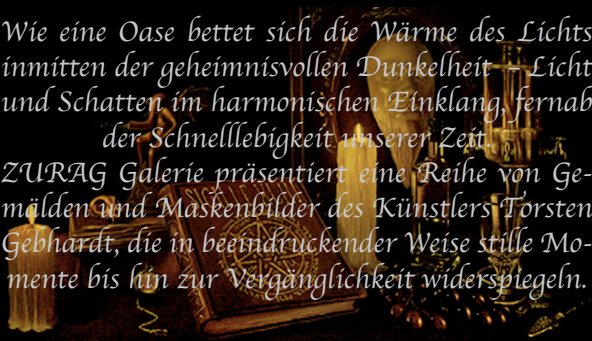 Wie eine Oase bettet sich die Wärme des Lichts
inmitten der geheimnisvollen Dunkelheit - Licht
und Schatten im harmonischen Einklang, fernab
der Schnelllebigkeit unserer Zeit.
ZURAG Galerie präsentiert eine Reihe von Ge-
mälden und Maskenbilder des Künstlers Torsten
Gebhardt, die in beeindruckender Weise stille Mo-
mente bis hin zur Vergänglichkeit widerspiegeln.